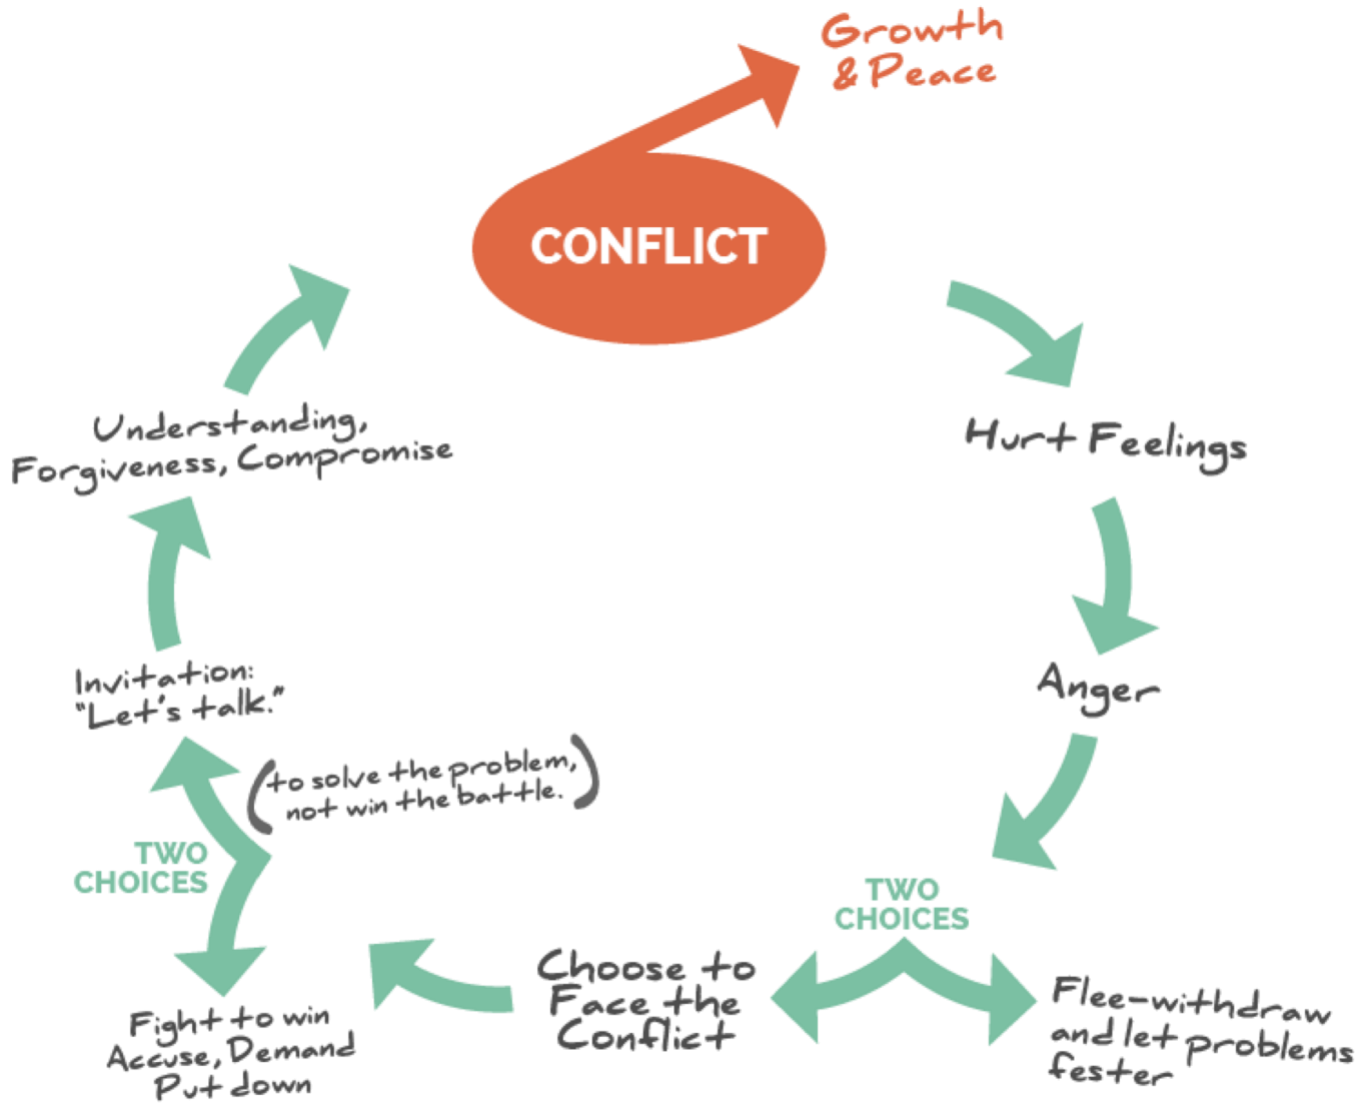 Growth
& Peace
CONFLICT
Hurt Feelings
Anger
TWO
CHOICES
Flee-withdraw
and let problems
fester
Choose to
Face the
Conflict
TWO
CHOICES
Fight to win
Accuse, Demand
Put down
(to solve the problem,
not win the battle.)
Invitation:
"Let's talk."
Understanding,
Forgiveness, Compromise